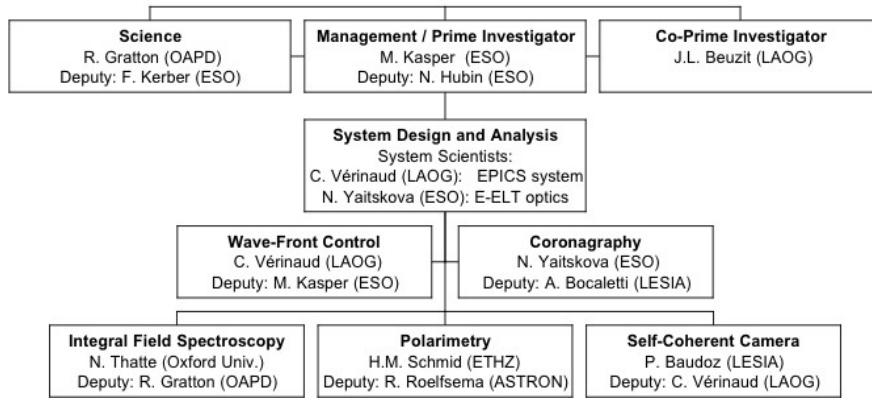 Science
R. Gratton (OAPD)
Deputy: F. Kerber (ESO)
Management / Prime Investigator
M. Kasper (ESO)
Deputy: N. Hubin (ESO)
Co-Prime Investigator
J.L. Beuzit (LAOG)
System Design and Analysis
System Scientists:
C. Vérinaud (LAOG): EPICS system
N. Yaitskova (ESO): E-ELT optics
Wave-Front Control
C. Vérinaud (LAOG)
Deputy: M. Kasper (ESO)
Coronagraphy
N. Yaitskova (ESO)
Deputy: A. Bocaletti (LESIA)
Integral Field Spectroscopy
N. Thatte (Oxford Univ.)
Deputy: R. Gratton (OAPD)
Polarimetry
H.M. Schmid (ETHZ)
Deputy: R. Roelfsema (ASTRON)
Self-Coherent Camera
P. Baudoz (LESIA)
Deputy: C. Vérinaud (LAOG)